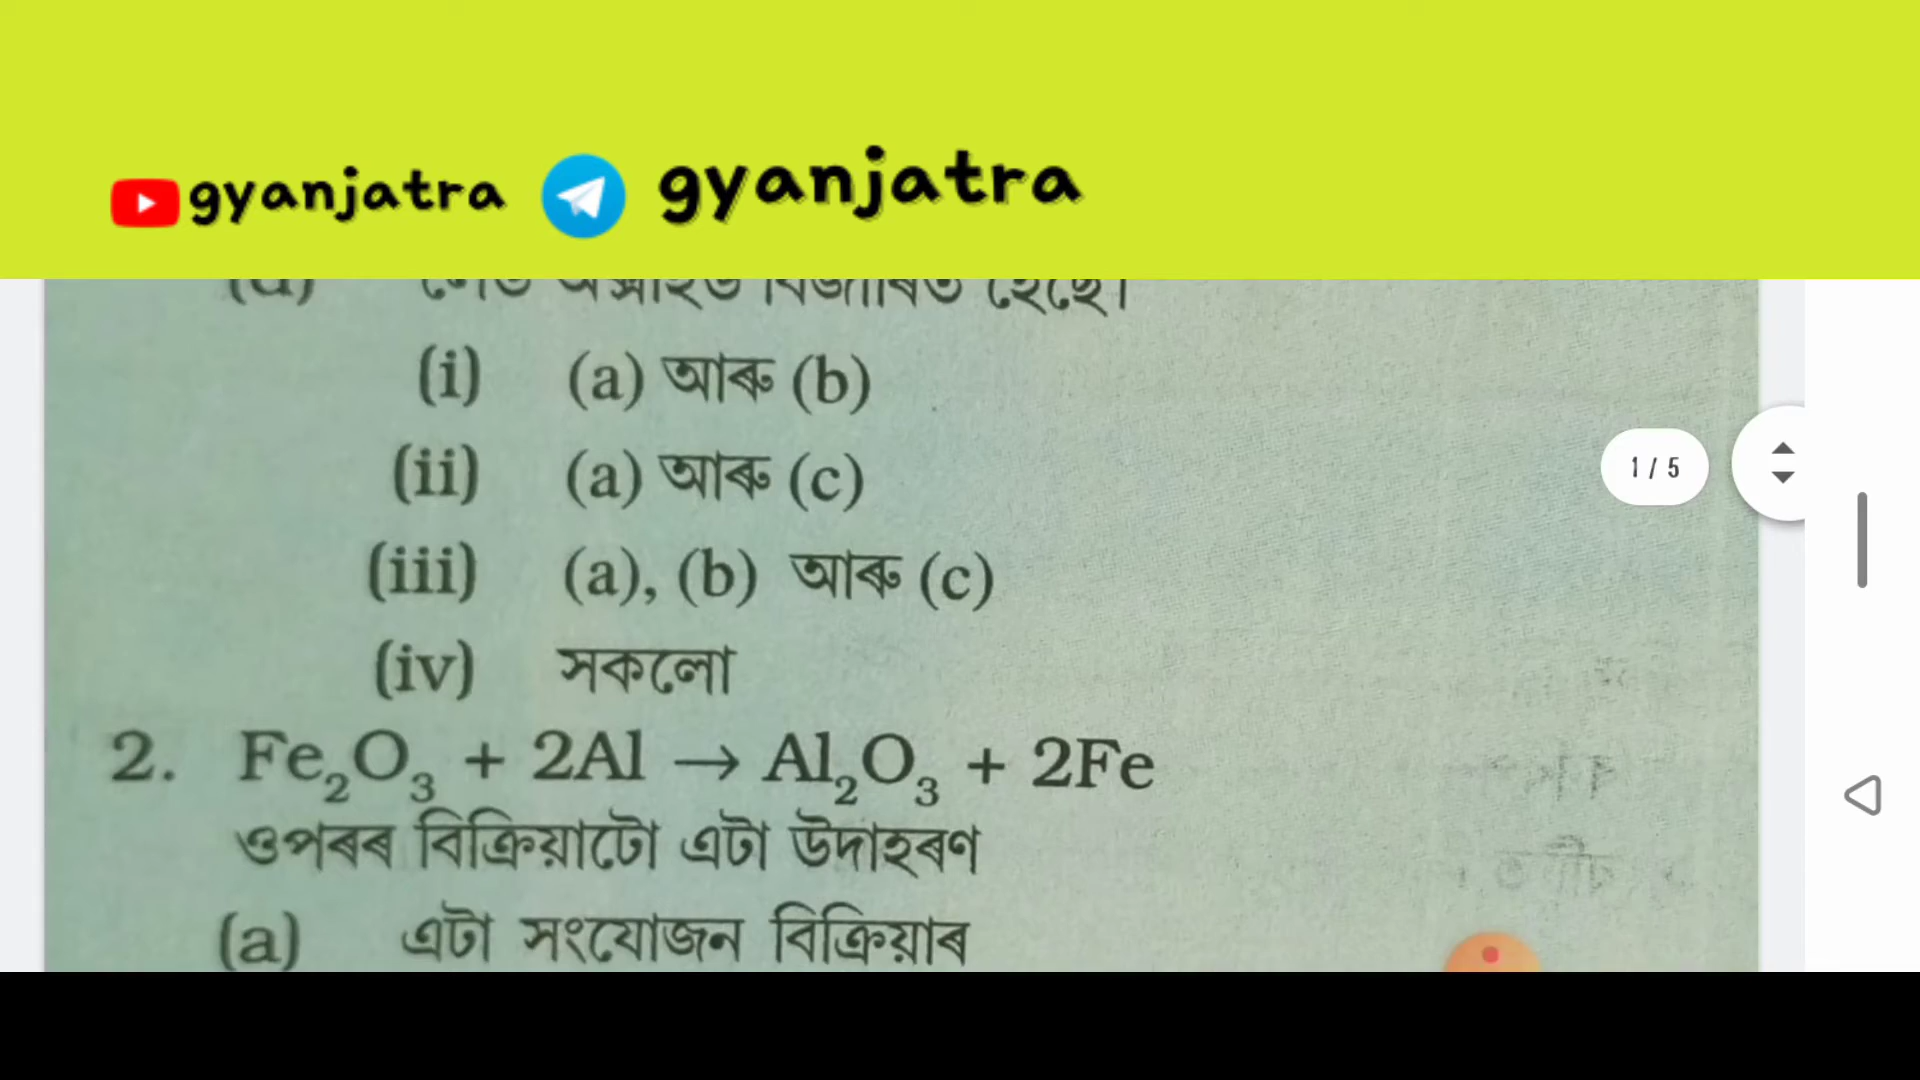 gyanjatra gyanjatra
(i) (a) আৰু (b)
(ii) (a) আৰু (c)
1 / 5
(iii) (a), (b) আৰু (c)
(iv) সকলো
2. Fe₂O₃ + 2Al → Al₂O₃ + 2Fe
ওপৰৰ বিক্ৰিয়াটো এটা উদাহৰণ
(a) এটা সংযোজন বিক্ৰিয়াৰ